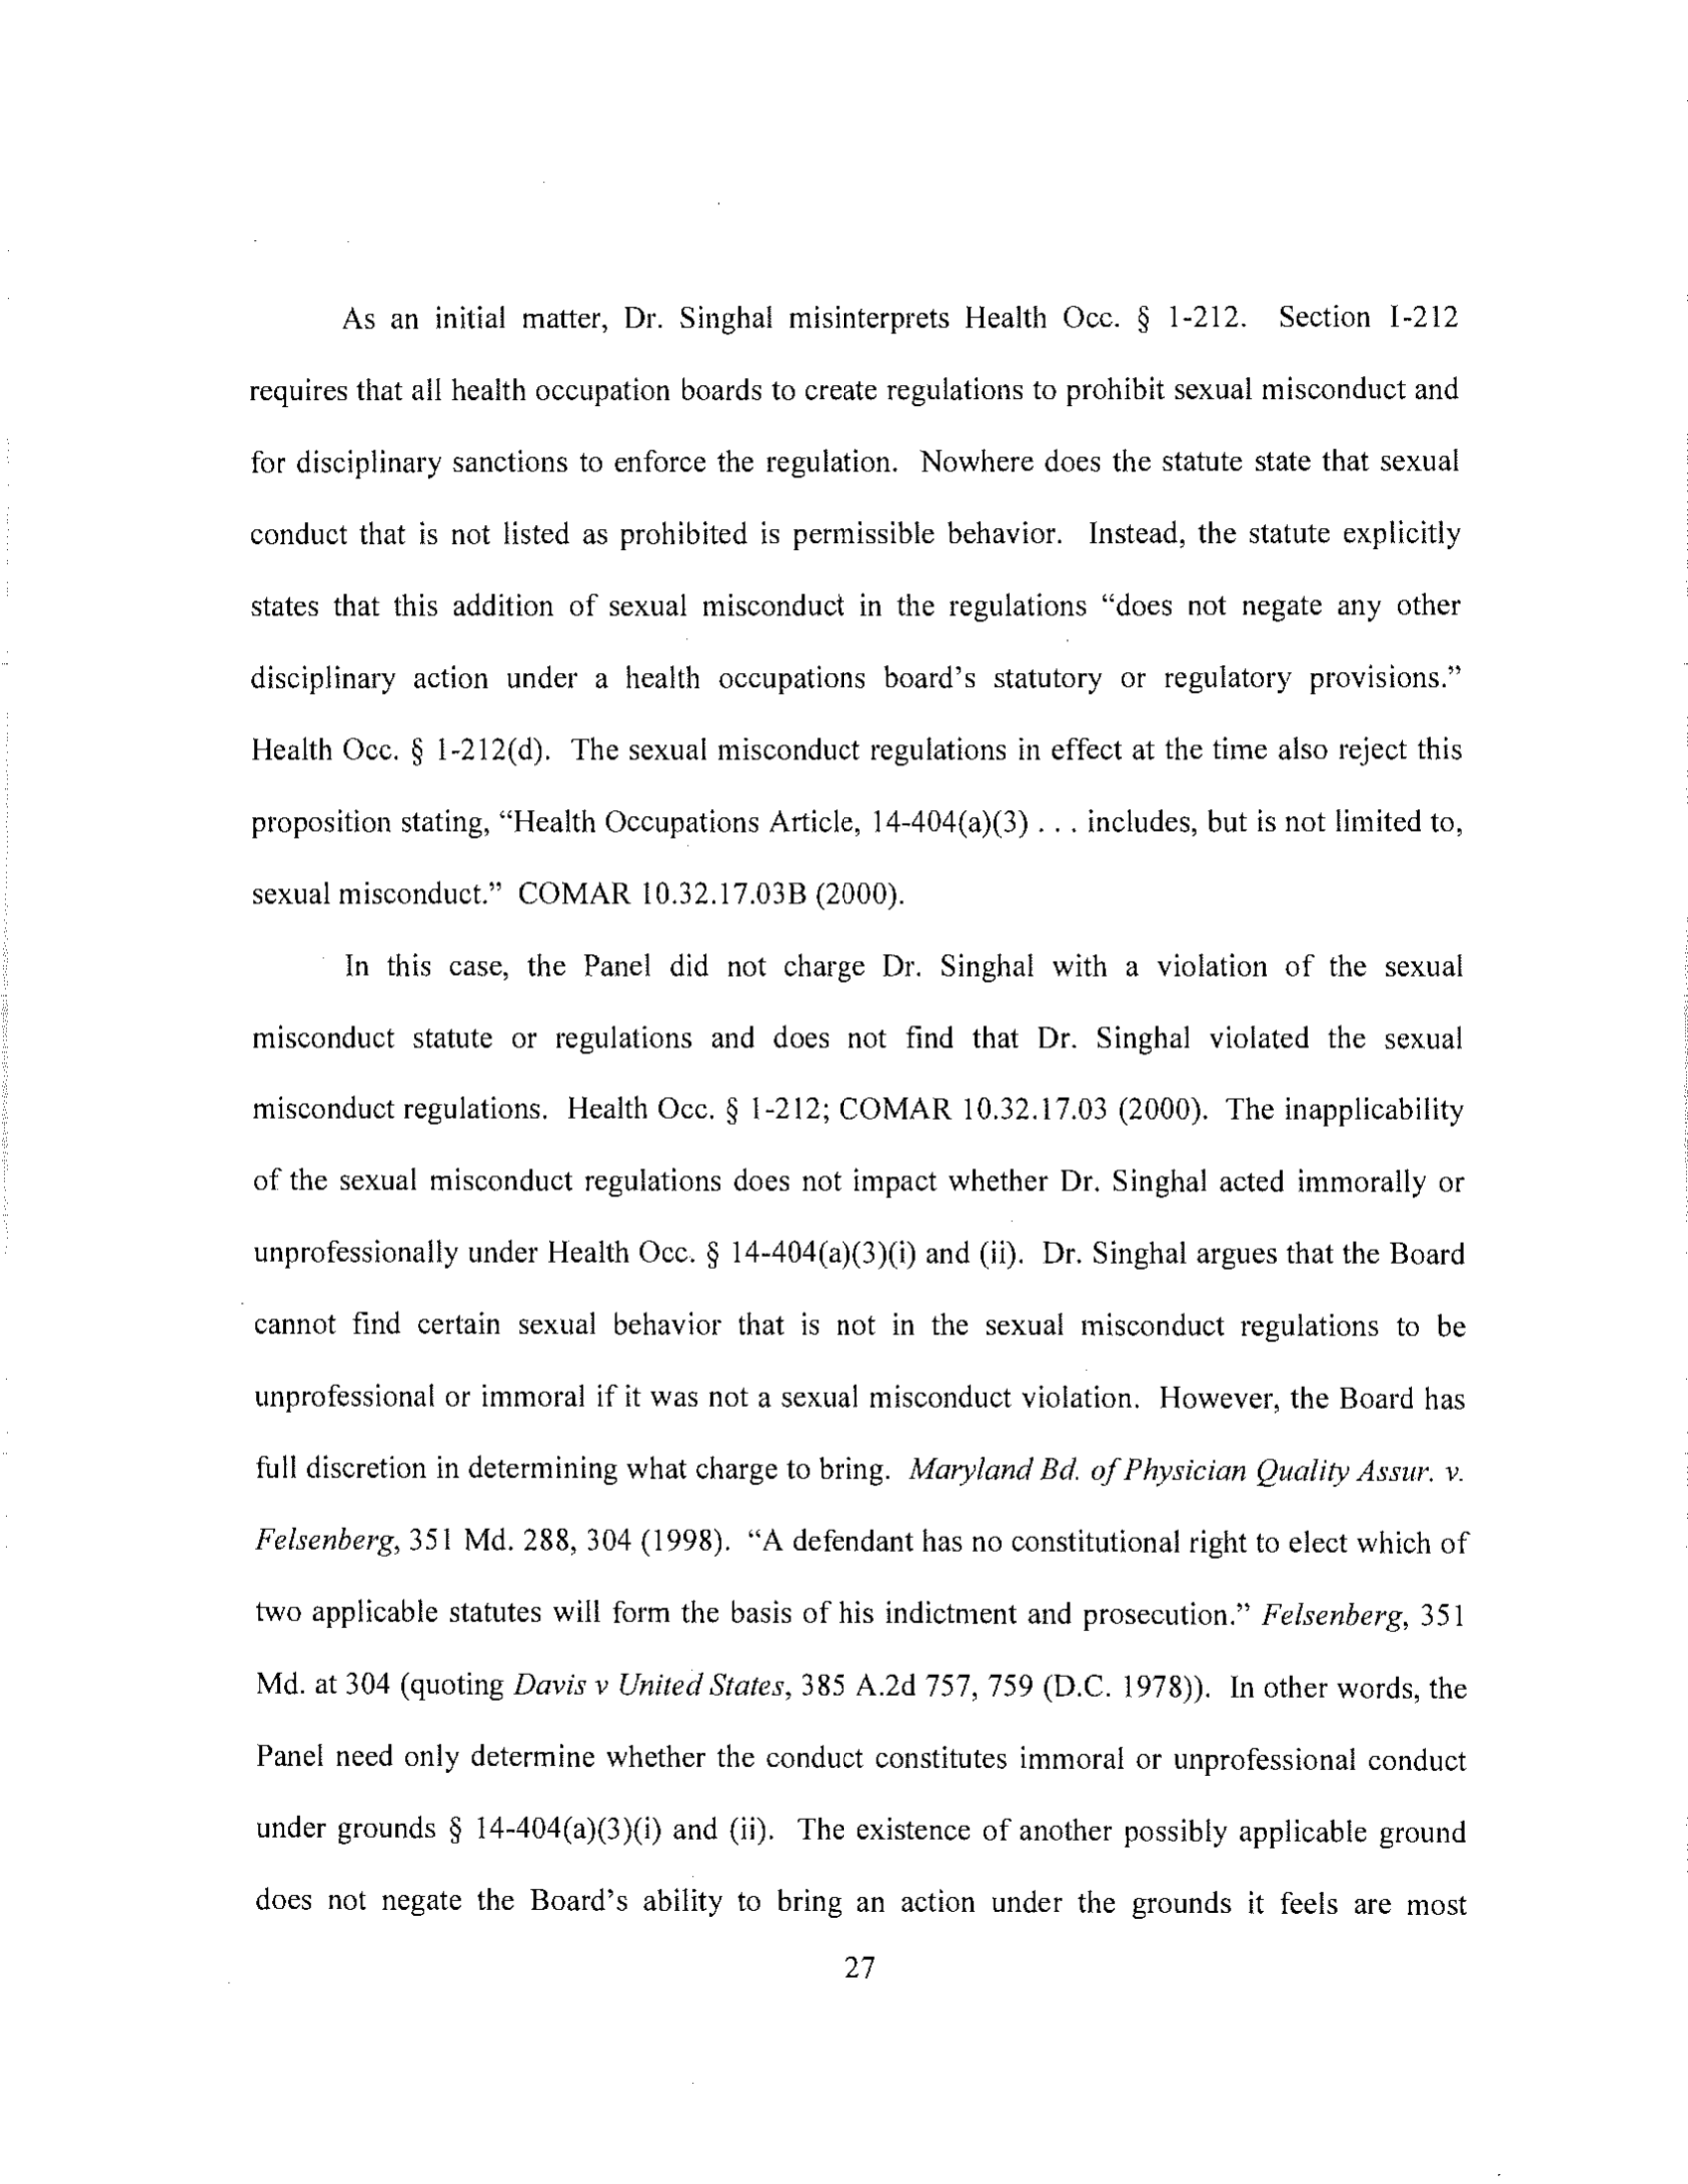 As an initial matter, Dr. Singhal misinterprets Health Occ. § 1-212. Section I-212
requires that all health occupation boards to create regulations to prohibit sexual misconduct and
for disciplinary sanctions to enforce the regulation. Nowhere does the statute state that sexual
conduct that is not listed as prohibited is permissible behavior. Instead, the statute explicitly
states that this addition of sexual misconduct in the regulations “does not negate any other
disciplinary action under a health occupations board’s statutory or regulatory provisions.”
Health Occ. § 1-212(d). The sexual misconduct regulations in effect at the time also reject this
proposition stating, “Health Occupations Article, 14-404(a)(3) . . . includes, but is not limited to,
sexual misconduct.” COMAR 10.32.17.03B (2000).
In this case, the Panel did not charge Dr. Singhal with a violation of the sexual
misconduct statute or regulations and does not find that Dr. Singhal violated the sexual
misconduct regulations. Health Occ. § 1-212; COMAR 10.32.17.03 (2000). The inapplicability
of the sexual misconduct regulations does not impact whether Dr. Singhal acted immorally or
unprofessionally under Health Occ. § 14-404(a)(3)(i) and (ii). Dr. Singhal argues that the Board
cannot find certain sexual behavior that is not in the sexual misconduct regulations to be
unprofessional or immoral if it was not a sexual misconduct violation. However, the Board has
full discretion in determining what charge to bring. Maryland Bd. of Physician Quality Assur. v.
Felsenberg, 351 Md. 288, 304 (1998). “A defendant has no constitutional right to elect which of
two applicable statutes will form the basis of his indictment and prosecution.” Felsenberg, 351
Md. at 304 (quoting Davis v United States, 385 A.2d 757, 759 (D.C. 1978)). In other words, the
Panel need only determine whether the conduct constitutes immoral or unprofessional conduct
under grounds § 14-404(a)(3)(i) and (ii). The existence of another possibly applicable ground
does not negate the Board’s ability to bring an action under the grounds it feels are most
27